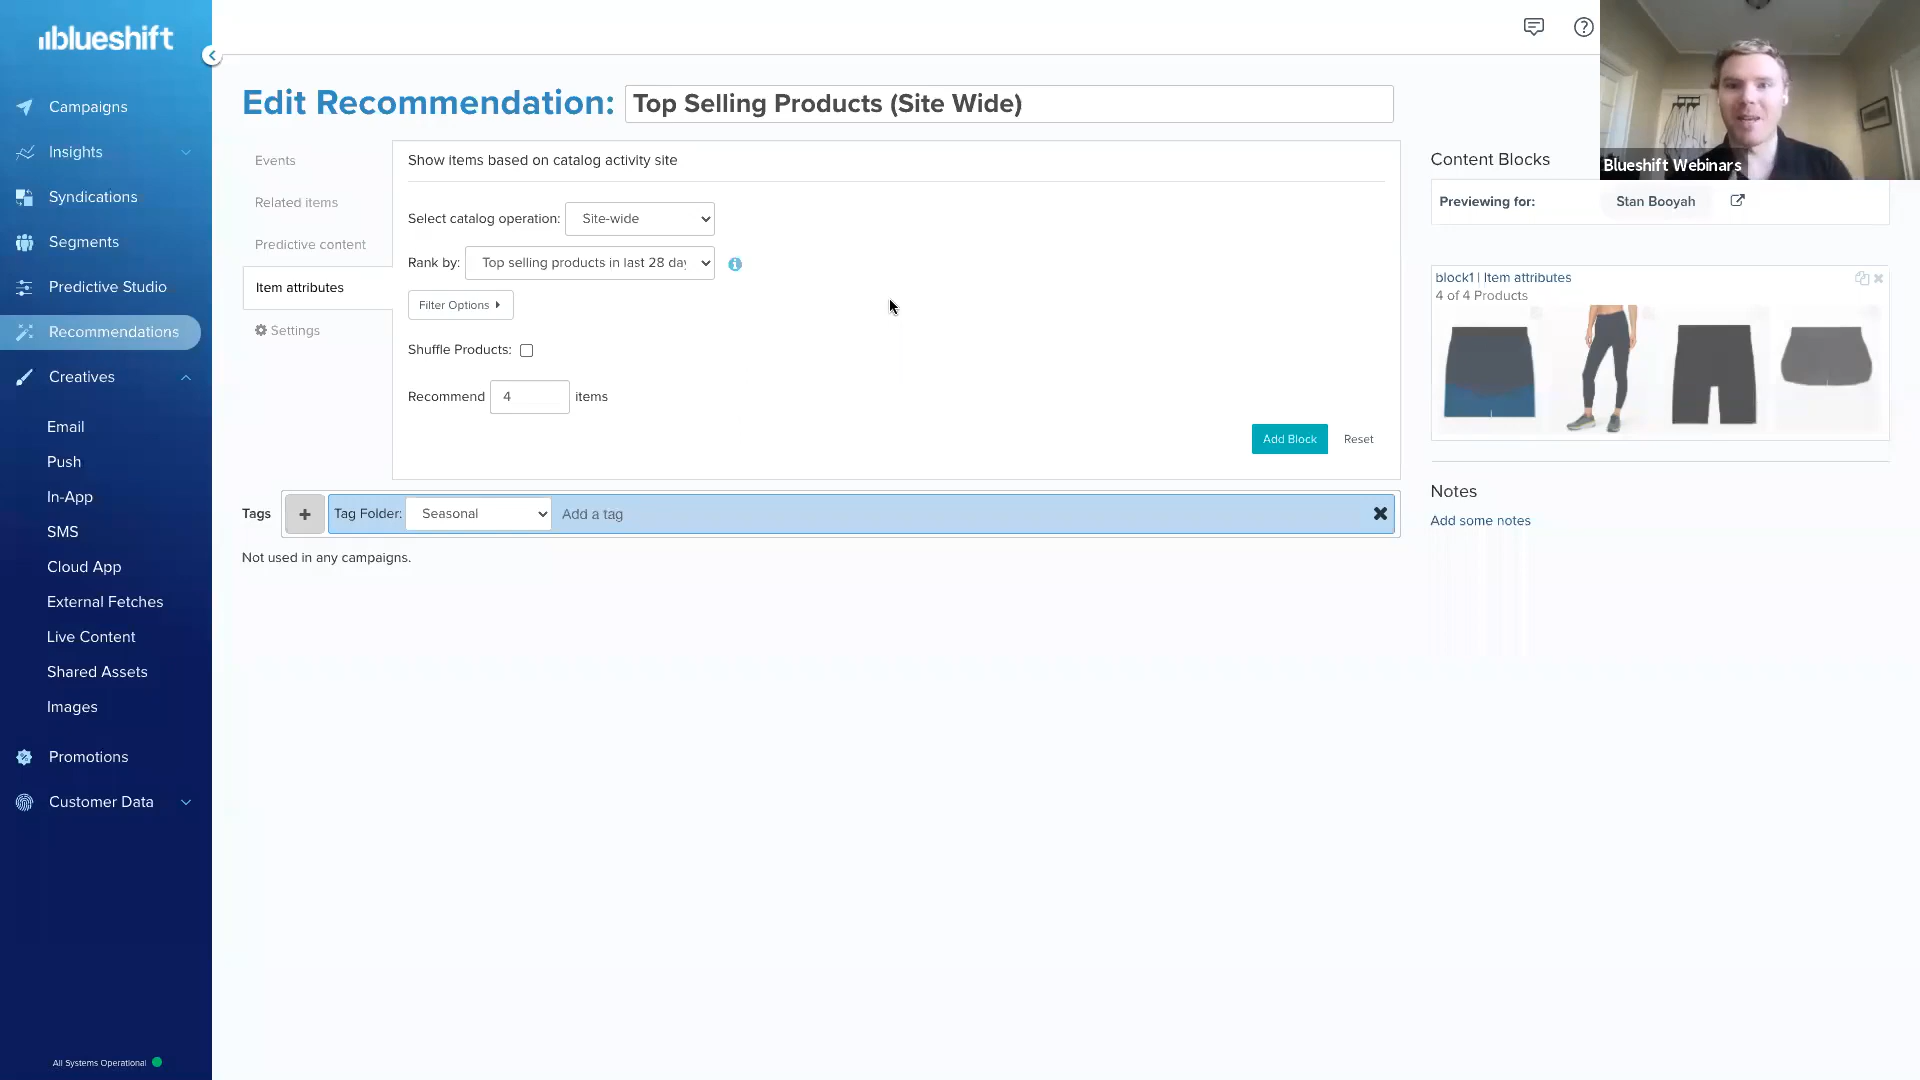 blueshift
Campaigns
Insights
Syndications
Segments
Predictive Studio
Recommendations
Creatives
Email
Push
In-App
SMS
Cloud App
External Fetches
Live Content
Shared Assets
Images
Promotions
Customer Data
All Systems Operational
Edit Recommendation: Top Selling Products (Site Wide)
Events
Related items
Predictive content
Item attributes
Settings
Show items based on catalog activity site
Select catalog operation: Site-wide
Rank by: Top selling products in last 28 day
Filter Options
Shuffle Products:
Recommend 4 items
Add Block Reset
Tags + Tag Folder: Seasonal Add a tag
Not used in any campaigns.
Blueshift Webinars
Content Blocks
Previewing for: Stan Booyah
block1 | Item attributes
4 of 4 Products
Notes
Add some notes